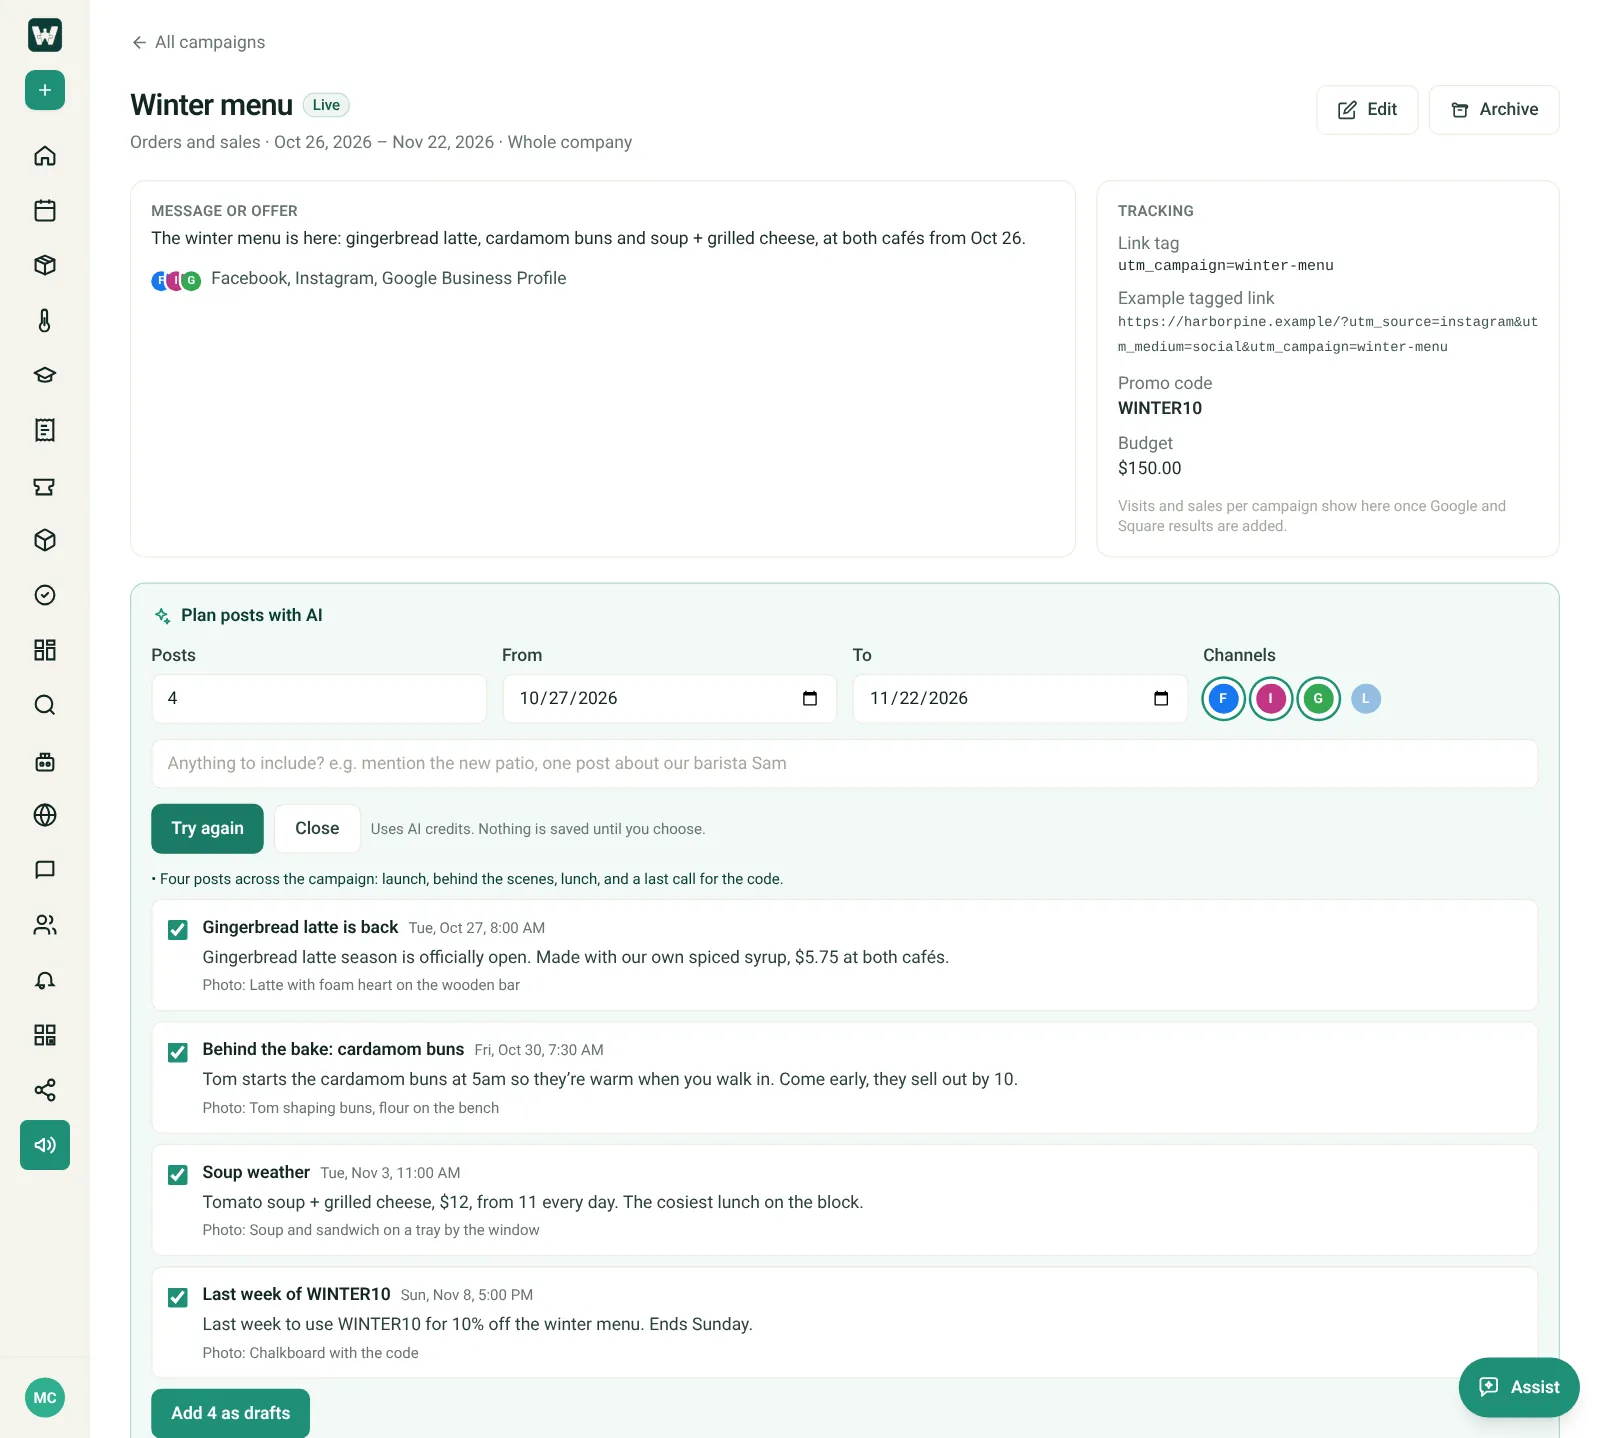 W
+
All campaigns
Winter menu Live
Edit
Archive
Orders and sales · Oct 26, 2026 – Nov 22, 2026 · Whole company
MESSAGE OR OFFER
The winter menu is here: gingerbread latte, cardamom buns and soup + grilled cheese, at both cafés from Oct 26.
F I G Facebook, Instagram, Google Business Profile
TRACKING
Link tag
utm_campaign=winter-menu
Example tagged link
https://harborpine.example/?utm_source=instagram&ut
m_medium=social&utm_campaign=winter-menu
Promo code
WINTER10
Budget
$150.00
Visits and sales per campaign show here once Google and
Square results are added.
Plan posts with AI
Posts From To Channels
4 10/27/2026 11/22/2026 F I G L
Anything to include? e.g. mention the new patio, one post about our barista Sam
Try again Close Uses AI credits. Nothing is saved until you choose.
• Four posts across the campaign: launch, behind the scenes, lunch, and a last call for the code.
Gingerbread latte is back Tue, Oct 27, 8:00 AM
Gingerbread latte season is officially open. Made with our own spiced syrup, $5.75 at both cafés.
Photo: Latte with foam heart on the wooden bar
Behind the bake: cardamom buns Fri, Oct 30, 7:30 AM
Tom starts the cardamom buns at 5am so they’re warm when you walk in. Come early, they sell out by 10.
Photo: Tom shaping buns, flour on the bench
Soup weather Tue, Nov 3, 11:00 AM
Tomato soup + grilled cheese, $12, from 11 every day. The cosiest lunch on the block.
Photo: Soup and sandwich on a tray by the window
Last week of WINTER10 Sun, Nov 8, 5:00 PM
Last week to use WINTER10 for 10% off the winter menu. Ends Sunday.
Photo: Chalkboard with the code
Add 4 as drafts
Assist
MC